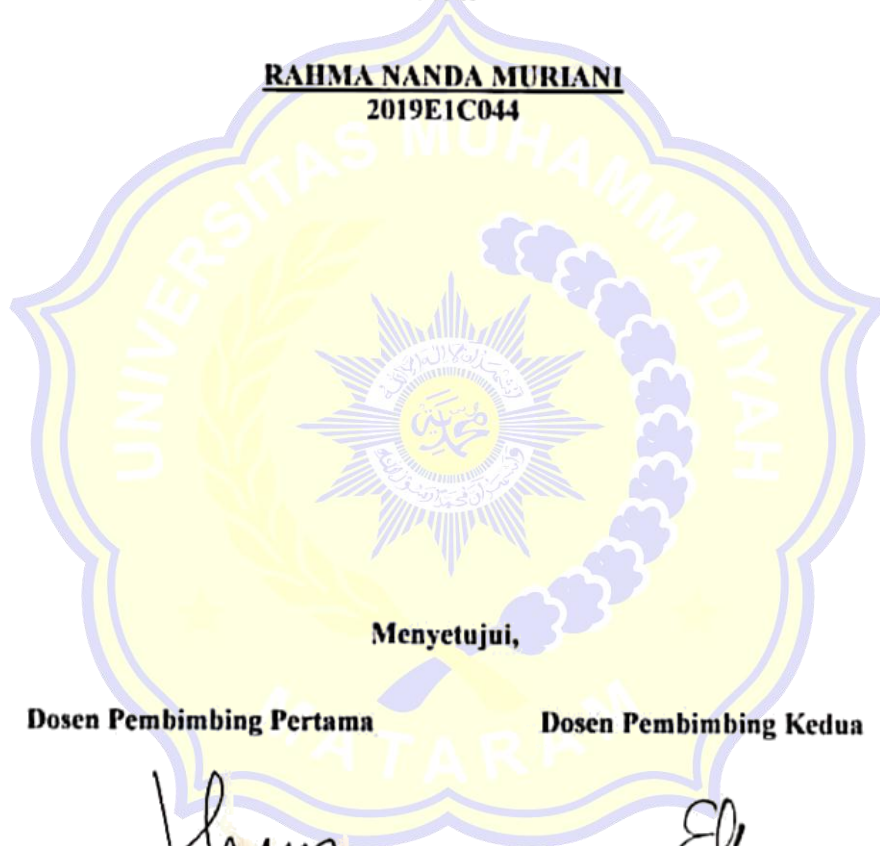 RAHMA NANDA MURIANI
2019E1C044
UNIVERSITAS MUHAMMADIYAH
Menyetujui,
Dosen Pembimbing Pertama Dosen Pembimbing Kedua
MATARAM